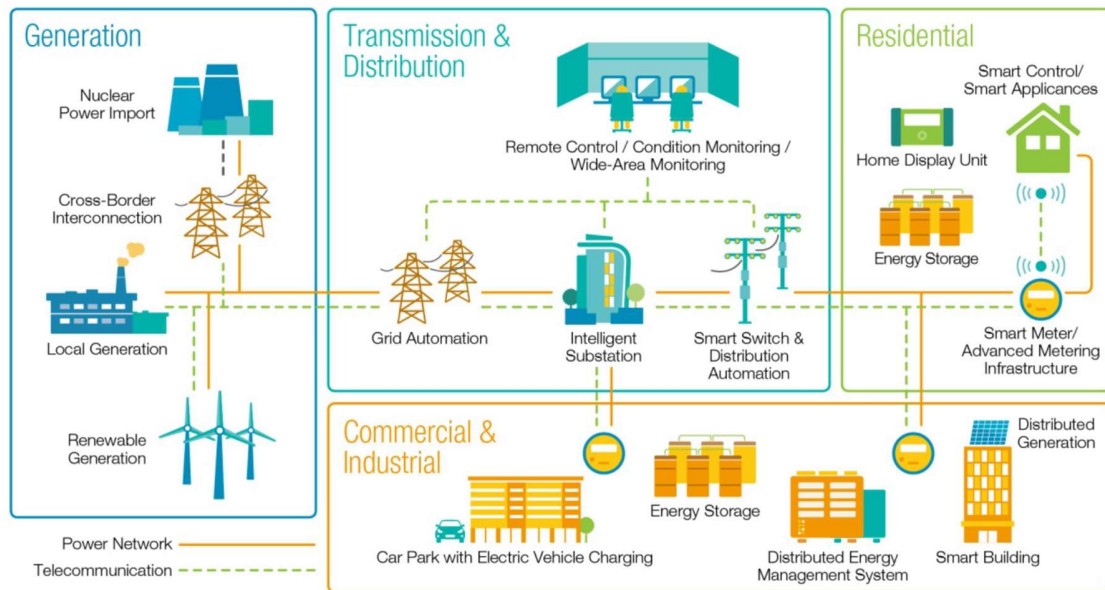 Generation
Nuclear
Power Import
Cross-Border
Interconnection
Local Generation
Renewable
Generation
Power Network
Telecommunication
Transmission &
Distribution
Remote Control / Condition Monitoring /
Wide-Area Monitoring
Grid Automation
Intelligent
Substation
Smart Switch &
Distribution
Automation
Residential
Smart Control/
Smart Applicances
Home Display Unit
Energy Storage
Smart Meter/
Advanced Metering
Infrastructure
Commercial &
Industrial
Car Park with Electric Vehicle Charging
Energy Storage
Distributed Energy
Management System
Distributed
Generation
Smart Building